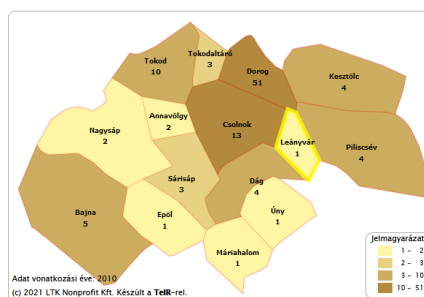 Tokodaltáró
3
Tokod
10
Dorog
51
Kesztölc
4
Annavölgy
2
Csolnok
13
Nagysáp
2
Leányvár
1
Piliscsév
4
Sárisáp
3
Dág
4
Bajna
5
Epöl
1
Úny
1
Máriahalom
1
Jelmagyarázat
1 - 2
2 - 3
3 - 10
10 - 51
Adat vonatkozási éve: 2010
(c) 2021 LTK Nonprofit Kft. Készült a TeIR-rel.